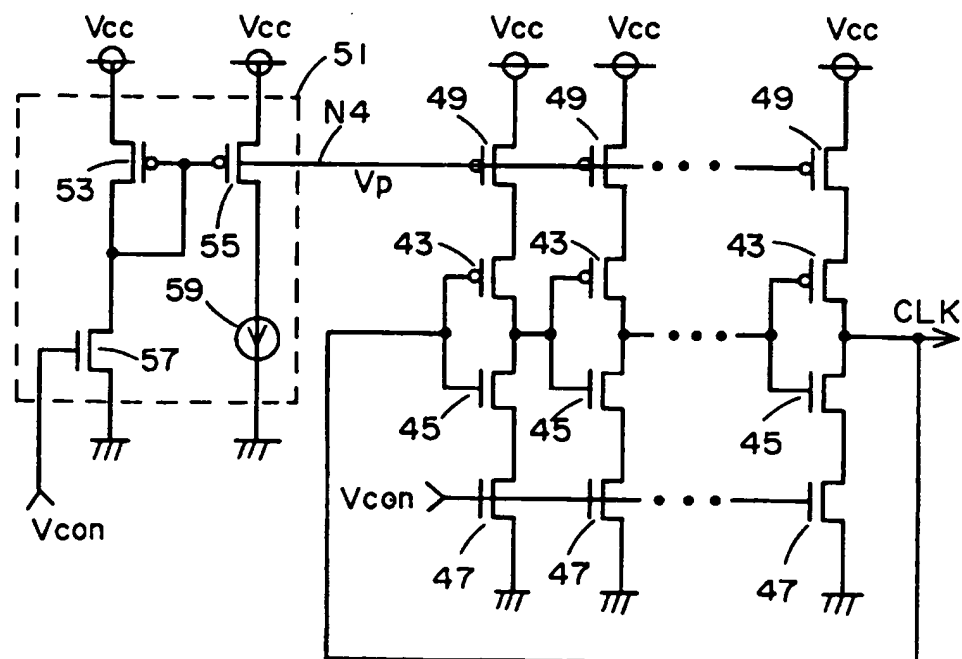 Vcc Vcc Vcc Vcc Vcc
51
49 49 49
N4
53 Vp
55
43 43 43
59 CLK
57
45 45 45
Vcon Vcon
47 47 47